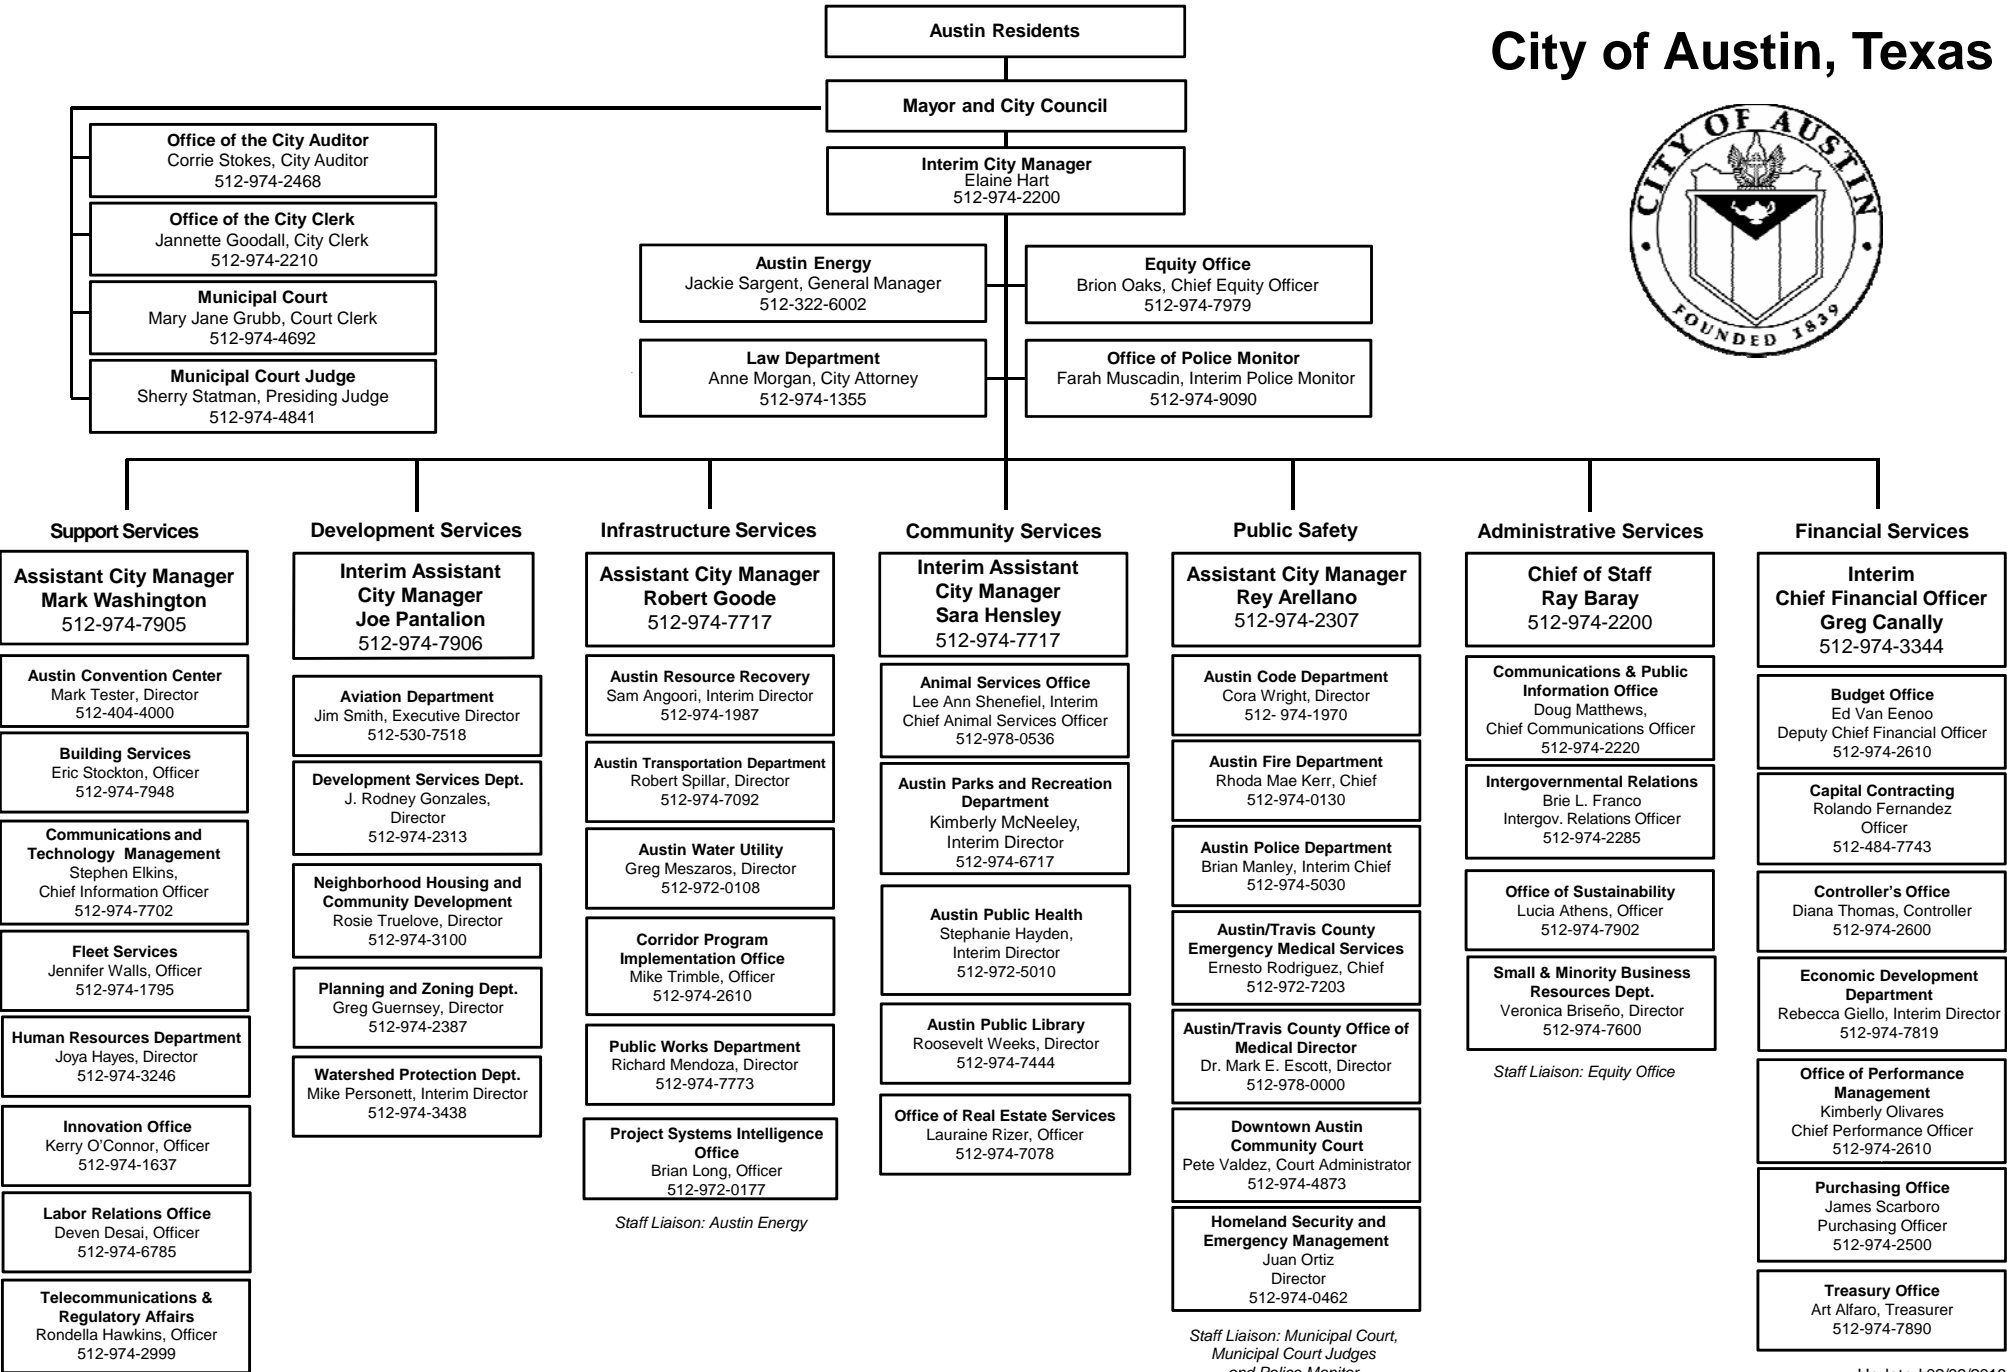 Austin Residents
City of Austin, Texas
Mayor and City Council
CITY OF AUSTIN
FOUNDED 1839
Office of the City Auditor
Corrie Stokes, City Auditor
512-974-2468
Office of the City Clerk
Jannette Goodall, City Clerk
512-974-2210
Municipal Court
Mary Jane Grubb, Court Clerk
512-974-4692
Municipal Court Judge
Sherry Statman, Presiding Judge
512-974-4841
Interim City Manager
Elaine Hart
512-974-2200
Austin Energy
Jackie Sargent, General Manager
512-322-6002
Equity Office
Brion Oaks, Chief Equity Officer
512-974-7979
Law Department
Anne Morgan, City Attorney
512-974-1355
Office of Police Monitor
Farah Muscadin, Interim Police Monitor
512-974-9090
Support Services
Assistant City Manager
Mark Washington
512-974-7905
Austin Convention Center
Mark Tester, Director
512-404-4000
Building Services
Eric Stockton, Officer
512-974-7948
Communications and
Technology Management
Stephen Elkins,
Chief Information Officer
512-974-7702
Fleet Services
Jennifer Walls, Officer
512-974-1795
Human Resources Department
Joya Hayes, Director
512-974-3246
Innovation Office
Kerry O’Connor, Officer
512-974-1637
Labor Relations Office
Deven Desai, Officer
512-974-6785
Telecommunications &
Regulatory Affairs
Rondella Hawkins, Officer
512-974-2999
Development Services
Interim Assistant
City Manager
Joe Pantalion
512-974-7906
Aviation Department
Jim Smith, Executive Director
512-530-7518
Development Services Dept.
J. Rodney Gonzales,
Director
512-974-2313
Neighborhood Housing and
Community Development
Rosie Truelove, Director
512-974-3100
Planning and Zoning Dept.
Greg Guernsey, Director
512-974-2387
Watershed Protection Dept.
Mike Personett, Interim Director
512-974-3438
Infrastructure Services
Assistant City Manager
Robert Goode
512-974-7717
Austin Resource Recovery
Sam Angoori, Interim Director
512-974-1987
Austin Transportation Department
Robert Spillar, Director
512-974-7092
Austin Water Utility
Greg Meszaros, Director
512-972-0108
Corridor Program
Implementation Office
Mike Trimble, Officer
512-974-2610
Public Works Department
Richard Mendoza, Director
512-974-7773
Project Systems Intelligence
Office
Brian Long, Officer
512-972-0177
Staff Liaison: Austin Energy
Community Services
Interim Assistant
City Manager
Sara Hensley
512-974-7717
Animal Services Office
Lee Ann Shenefiel, Interim
Chief Animal Services Officer
512-978-0536
Austin Parks and Recreation
Department
Kimberly McNeeley,
Interim Director
512-974-6717
Austin Public Health
Stephanie Hayden,
Interim Director
512-972-5010
Austin Public Library
Roosevelt Weeks, Director
512-974-7444
Office of Real Estate Services
Lauraine Rizer, Officer
512-974-7078
Public Safety
Assistant City Manager
Rey Arellano
512-974-2307
Austin Code Department
Cora Wright, Director
512- 974-1970
Austin Fire Department
Rhoda Mae Kerr, Chief
512-974-0130
Austin Police Department
Brian Manley, Interim Chief
512-974-5030
Austin/Travis County
Emergency Medical Services
Ernesto Rodriguez, Chief
512-972-7203
Austin/Travis County Office of
Medical Director
Dr. Mark E. Escott, Director
512-978-0000
Downtown Austin
Community Court
Pete Valdez, Court Administrator
512-974-4873
Homeland Security and
Emergency Management
Juan Ortiz
Director
512-974-0462
Staff Liaison: Municipal Court,
Municipal Court Judges
and Police Monitor
Administrative Services
Chief of Staff
Ray Baray
512-974-2200
Communications & Public
Information Office
Doug Matthews,
Chief Communications Officer
512-974-2220
Intergovernmental Relations
Brie L. Franco
Intergov. Relations Officer
512-974-2285
Office of Sustainability
Lucia Athens, Officer
512-974-7902
Small & Minority Business
Resources Dept.
Veronica Briseño, Director
512-974-7600
Staff Liaison: Equity Office
Financial Services
Interim
Chief Financial Officer
Greg Canally
512-974-3344
Budget Office
Ed Van Eenoo
Deputy Chief Financial Officer
512-974-2610
Capital Contracting
Rolando Fernandez
Officer
512-484-7743
Controller’s Office
Diana Thomas, Controller
512-974-2600
Economic Development
Department
Rebecca Giello, Interim Director
512-974-7819
Office of Performance
Management
Kimberly Olivares
Chief Performance Officer
512-974-2610
Purchasing Office
James Scarboro
Purchasing Officer
512-974-2500
Treasury Office
Art Alfaro, Treasurer
512-974-7890